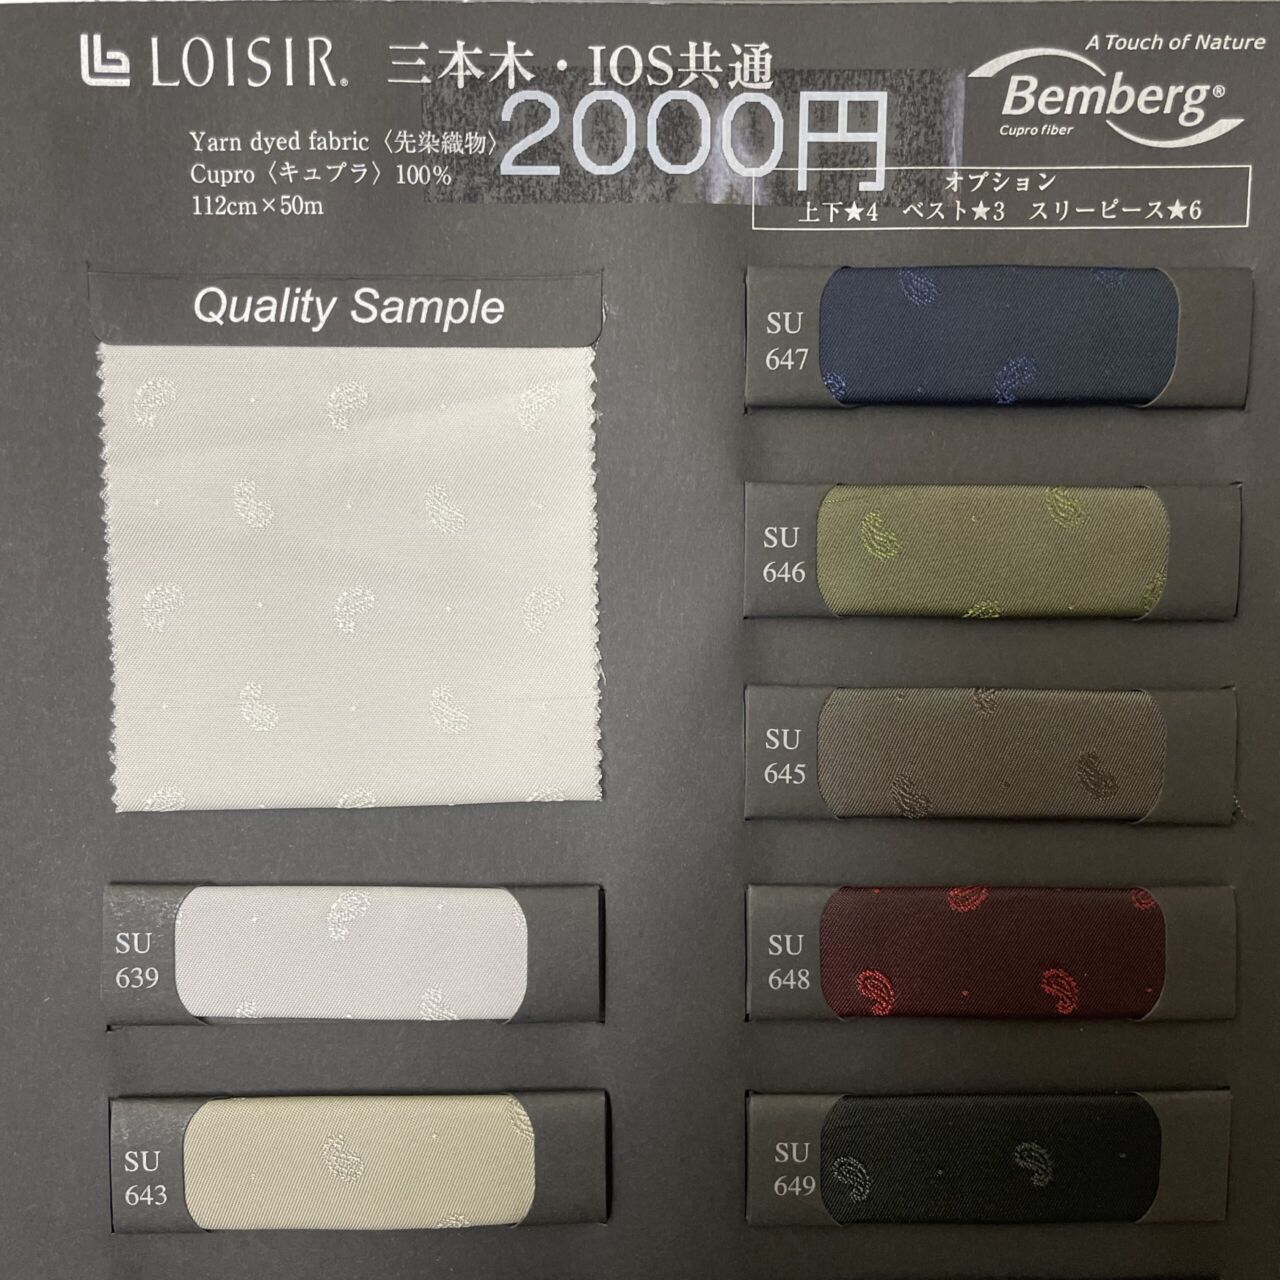 LOISIR® 三本木・IOS共通
A Touch of Nature
Bemberg®
Cupro fiber
2000円
Yarn dyed fabric〈先染織物〉
Cupro〈キュプラ〉100%
112cm×50m
オプション
上下★4 ベスト★3 スリーピース★6
Quality Sample
SU
647
SU
646
SU
645
SU
639
SU
648
SU
643
SU
649